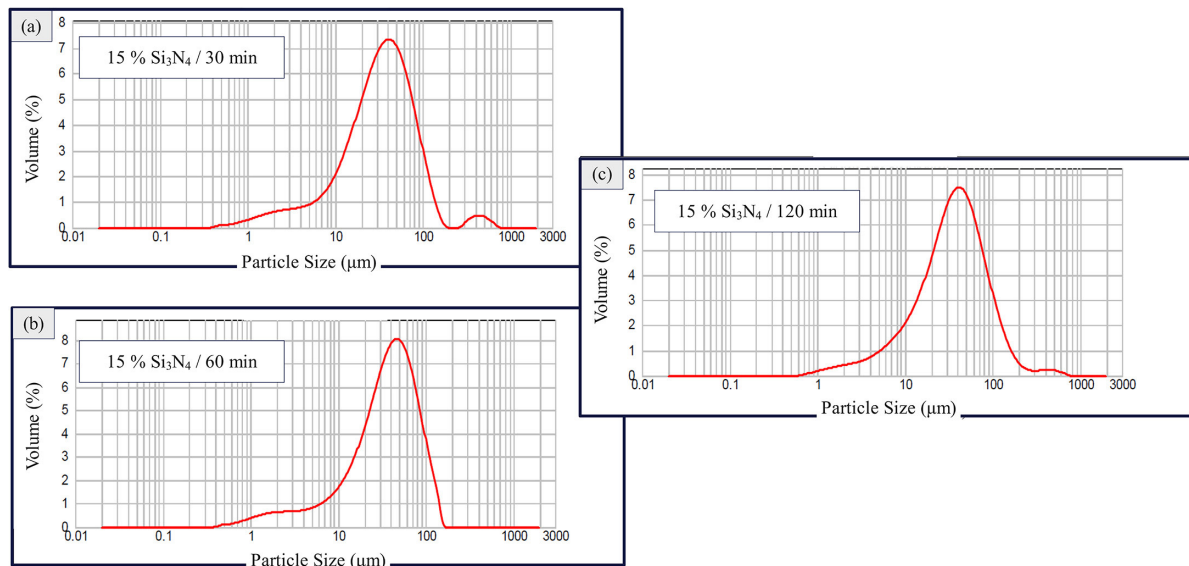 (a)
15 % Si₃N₄ / 30 min
Volume (%)
8
7
6
5
4
3
2
1
0
0.01 0.1 1 10 100 1000 3000
Particle Size (μm)
(b)
15 % Si₃N₄ / 60 min
Volume (%)
8
7
6
5
4
3
2
1
0
0.01 0.1 1 10 100 1000 3000
Particle Size (μm)
(c)
15 % Si₃N₄ / 120 min
Volume (%)
8
7
6
5
4
3
2
1
0
0.01 0.1 1 10 100 1000 3000
Particle Size (μm)